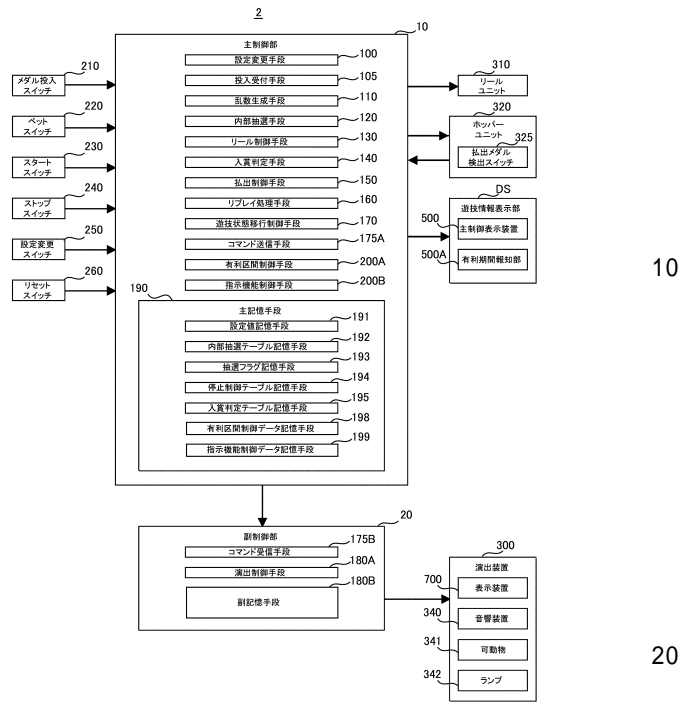 2
10
主制御部
設定変更手段
100
投入受付手段
105
乱数生成手段
110
内部抽選手段
120
リール制御手段
130
入賞判定手段
140
払出制御手段
150
リプレイ処理手段
160
遊技状態移行制御手段
170
コマンド送信手段
175A
有利区間制御手段
200A
指示機能制御手段
200B
190
主記憶手段
設定値記憶手段
191
内部抽選テーブル記憶手段
192
抽選フラグ記憶手段
193
停止制御テーブル記憶手段
194
入賞判定テーブル記憶手段
195
有利区間制御データ記憶手段
198
指示機能制御データ記憶手段
199
210
メダル投入
スイッチ
220
ベット
スイッチ
230
スタート
スイッチ
240
ストップ
スイッチ
250
設定変更
スイッチ
260
リセット
スイッチ
310
リール
ユニット
320
ホッパー
ユニット
325
払出メダル
検出スイッチ
DS
遊技情報表示部
500
主制御表示装置
500A
有利期間報知部
10
20
副制御部
コマンド受信手段
175B
演出制御手段
180A
副記憶手段
180B
300
演出装置
700
表示装置
340
音響装置
341
可動物
342
ランプ
20